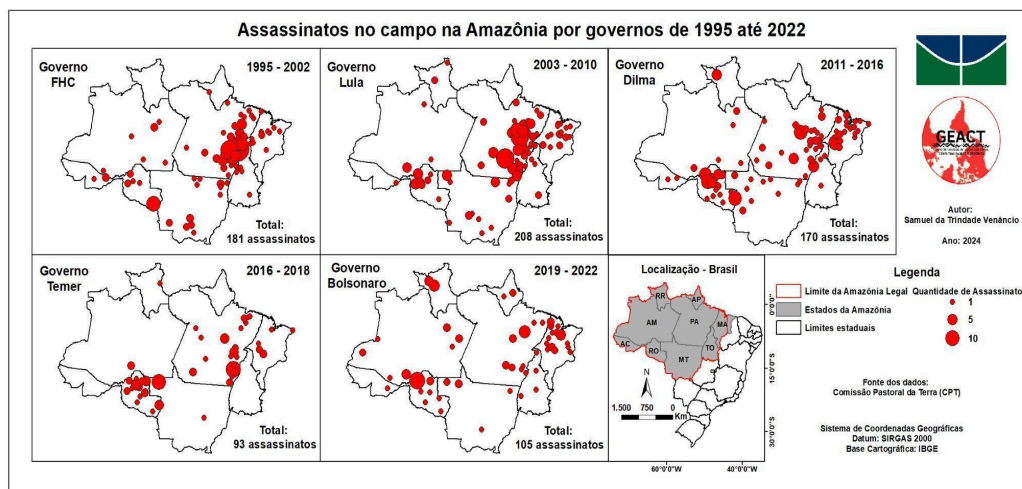 Assassinatos no campo na Amazônia por governos de 1995 até 2022
Governo
FHC
1995 - 2002
Total:
181 assassinatos
Governo
Lula
2003 - 2010
Total:
208 assassinatos
Governo
Dilma
2011 - 2016
Total:
170 assassinatos
Governo
Temer
2016 - 2018
Total:
93 assassinatos
Governo
Bolsonaro
2019 - 2022
Total:
105 assassinatos
Localização - Brasil
RR
AP
AM
PA
MA
AC
RO
TO
MT
N
1.500 750 0
Km
0°0'0"
15°0'0"S
30°0'0"S
60°0'0"W
40°0'0"W
GEACT
Autor:
Samuel da Trindade Venâncio
Ano: 2024
Legenda
Limite da Amazônia Legal
Estados da Amazônia
Limites estaduais
Quantidade de Assassinato
1
5
10
Fonte dos dados:
Comissão Pastoral da Terra (CPT)
Sistema de Coordenadas Geográficas
Datum: SIRGAS 2000
Base Cartográfica: IBGE